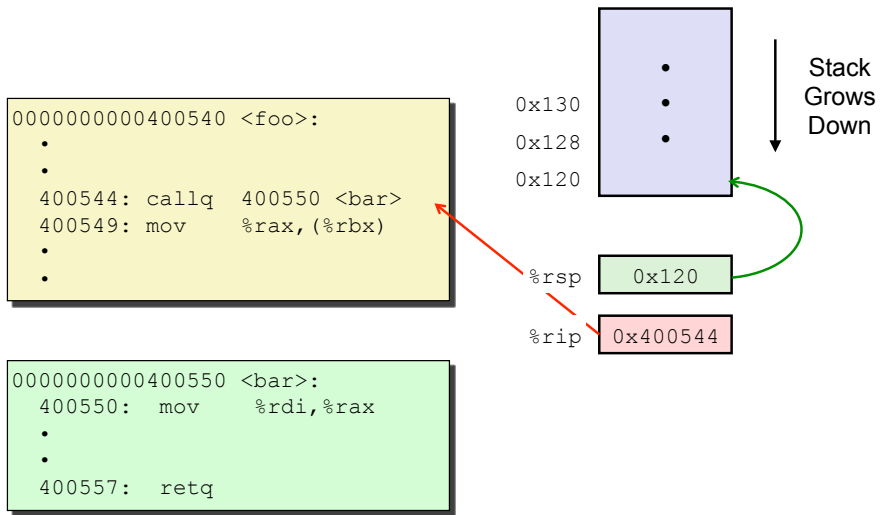 0000000000400540 <foo>:
•
•
400544: callq 400550 <bar>
400549: mov %rax,(%rbx)
•
•
0000000000400550 <bar>:
400550: mov %rdi,%rax
•
•
400557: retq
•
•
•
0x130
0x128
0x120
Stack
Grows
Down
%rsp 0x120
%rip 0x400544